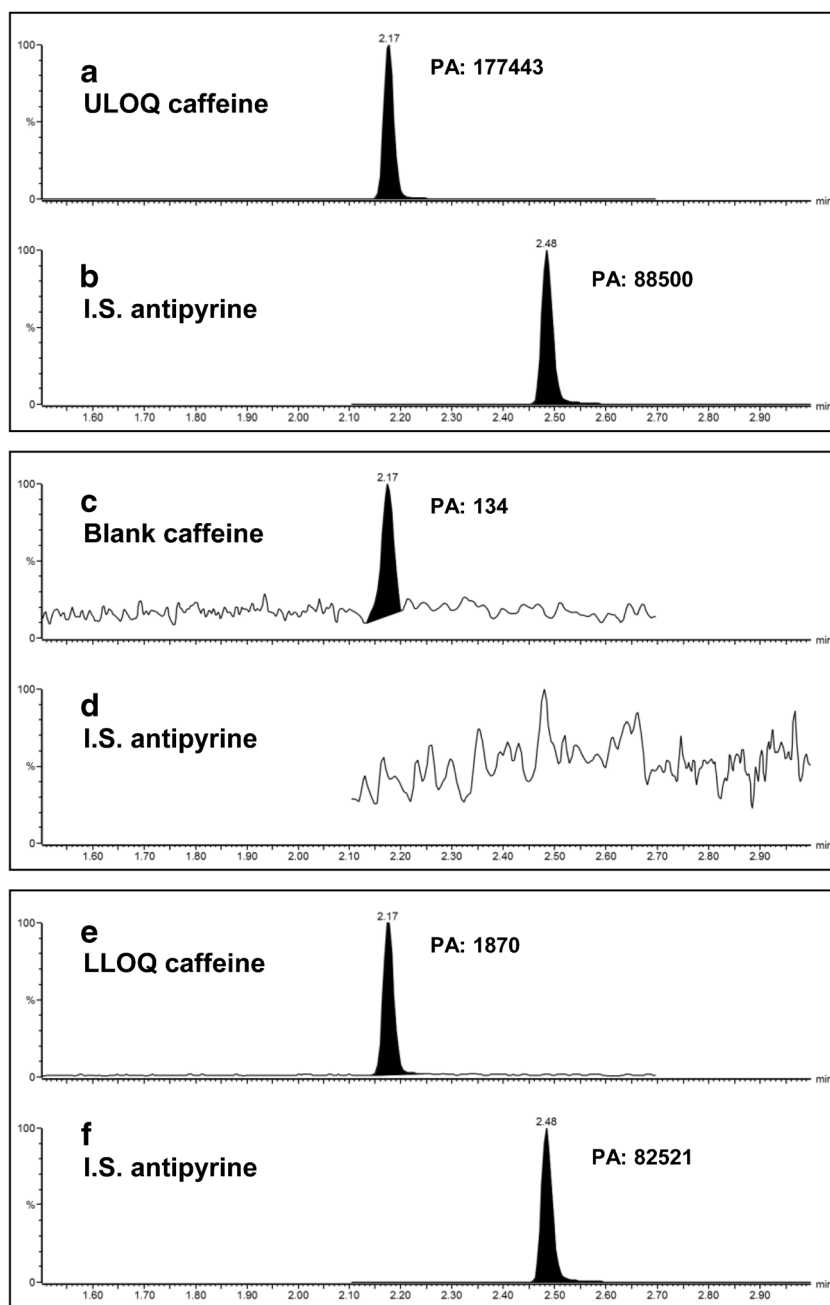 100
2.17
a
PA: 177443
ULOQ caffeine
%
0
min
100
2.48
b
PA: 88500
I.S. antipyrine
%
0
min
1.60 1.70 1.80 1.90 2.00 2.10 2.20 2.30 2.40 2.50 2.60 2.70 2.80 2.90
100
2.17
c
PA: 134
Blank caffeine
%
0
min
100
d
I.S. antipyrine
%
0
min
1.60 1.70 1.80 1.90 2.00 2.10 2.20 2.30 2.40 2.50 2.60 2.70 2.80 2.90
100
2.17
e
PA: 1870
LLOQ caffeine
%
0
min
100
2.48
f
PA: 82521
I.S. antipyrine
%
0
min
1.60 1.70 1.80 1.90 2.00 2.10 2.20 2.30 2.40 2.50 2.60 2.70 2.80 2.90